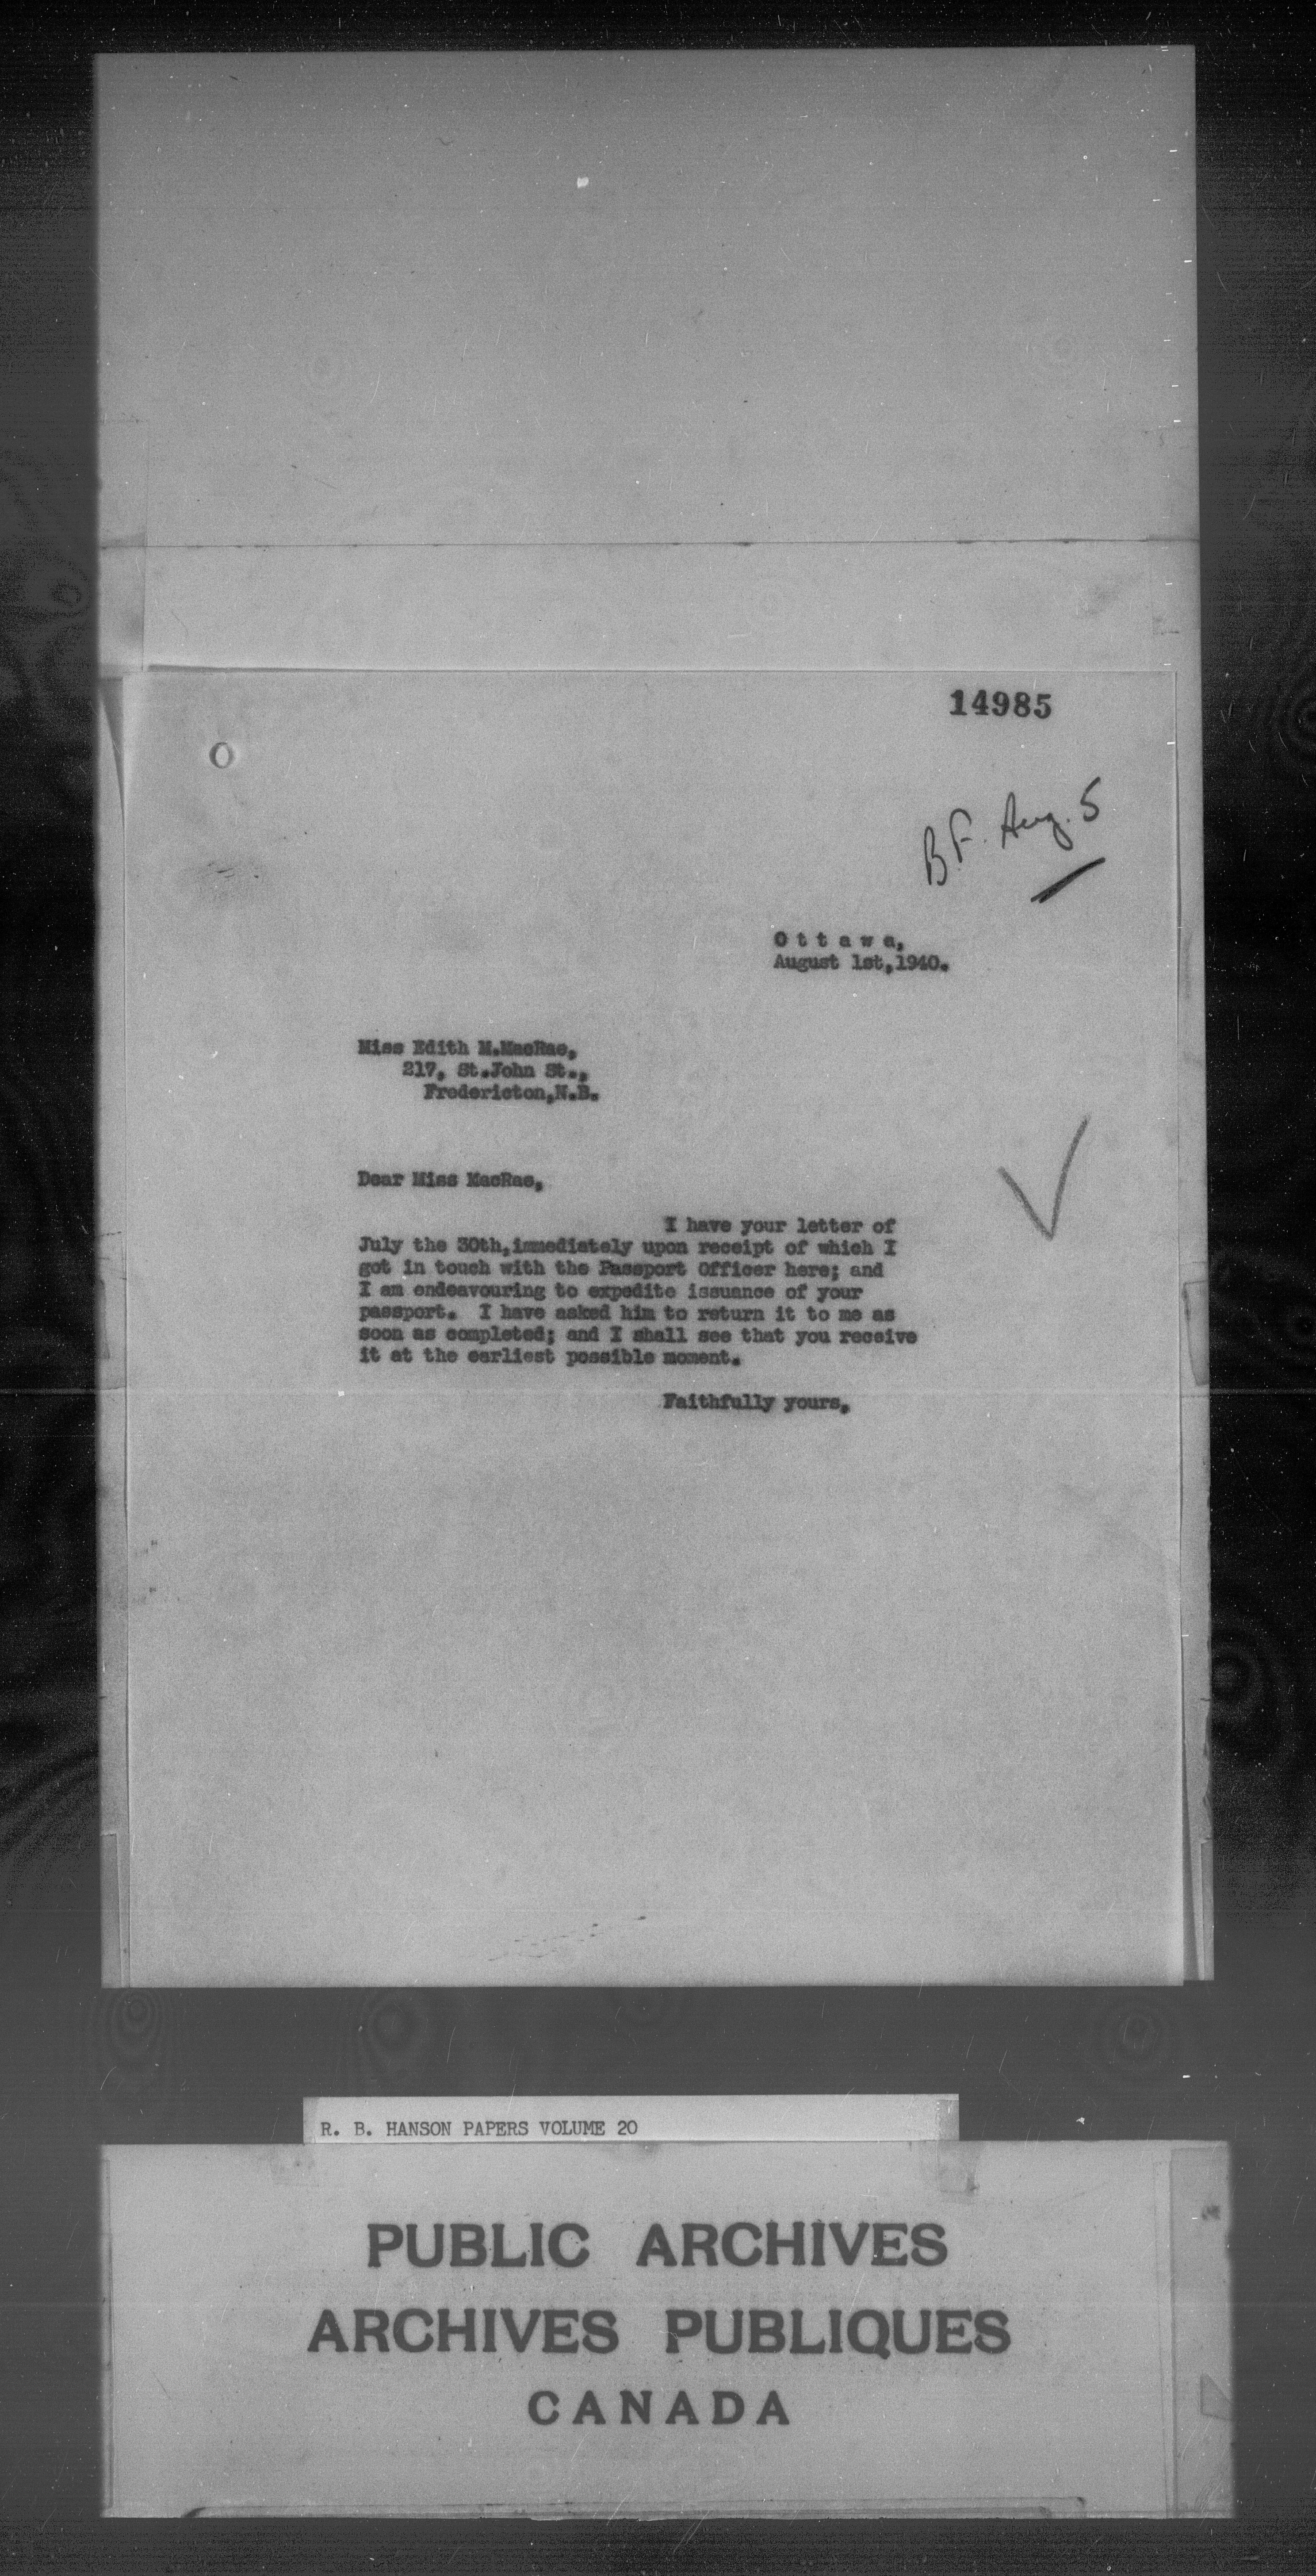 14985
B.F. Aug. 5
O t t a w a,
August 1st,1940.
Miss Edith M.MacRae,
217, St.John St.,
Fredericton,N.B.
Dear Miss MacRae,
I have your letter of
July the 30th,immediately upon receipt of which I
got in touch with the Passport Officer here; and
I am endeavouring to expedite issuance of your
passport. I have asked him to return it to me as
soon as completed; and I shall see that you receive
it at the earliest possible moment.
Faithfully yours,
R. B. HANSON PAPERS VOLUME 20
PUBLIC ARCHIVES
ARCHIVES PUBLIQUES
CANADA